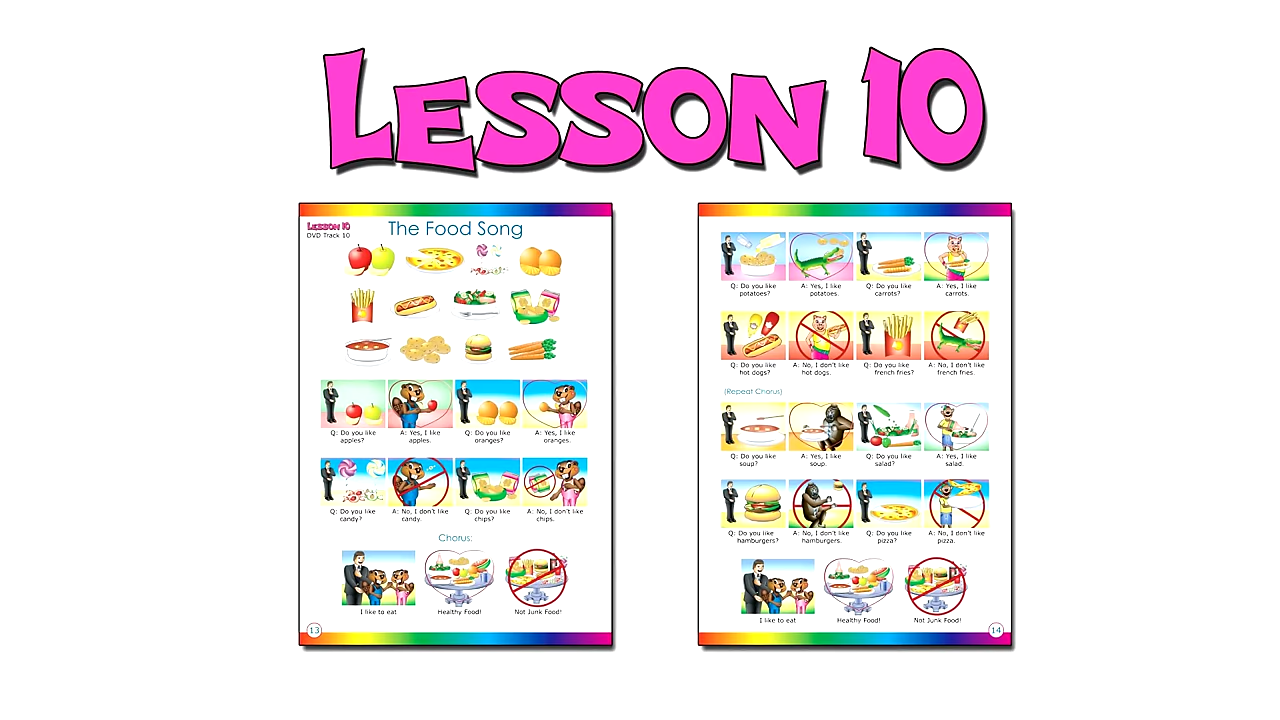 LESSON 10
LESSON 10
DVD Track 10
The Food Song
Q: Do you like
apples?
A: Yes, I like
apples.
Q: Do you like
oranges?
A: Yes, I like
oranges.
Q: Do you like
candy?
A: No, I don't like
candy.
Q: Do you like
chips?
A: No, I don't like
chips.
Chorus:
I like to eat
Healthy Food!
Not Junk Food!
13
Q: Do you like
potatoes?
A: Yes, I like
potatoes.
Q: Do you like
carrots?
A: Yes, I like
carrots.
Q: Do you like
hot dogs?
A: No, I don't like
hot dogs.
Q: Do you like
french fries?
A: No, I don't like
french fries.
(Repeat Chorus)
Q: Do you like
soup?
A: Yes, I like
soup.
Q: Do you like
salad?
A: Yes, I like
salad.
Q: Do you like
hamburgers?
A: No, I don't like
hamburgers.
Q: Do you like
pizza?
A: No, I don't like
pizza.
I like to eat
Healthy Food!
Not Junk Food!
14